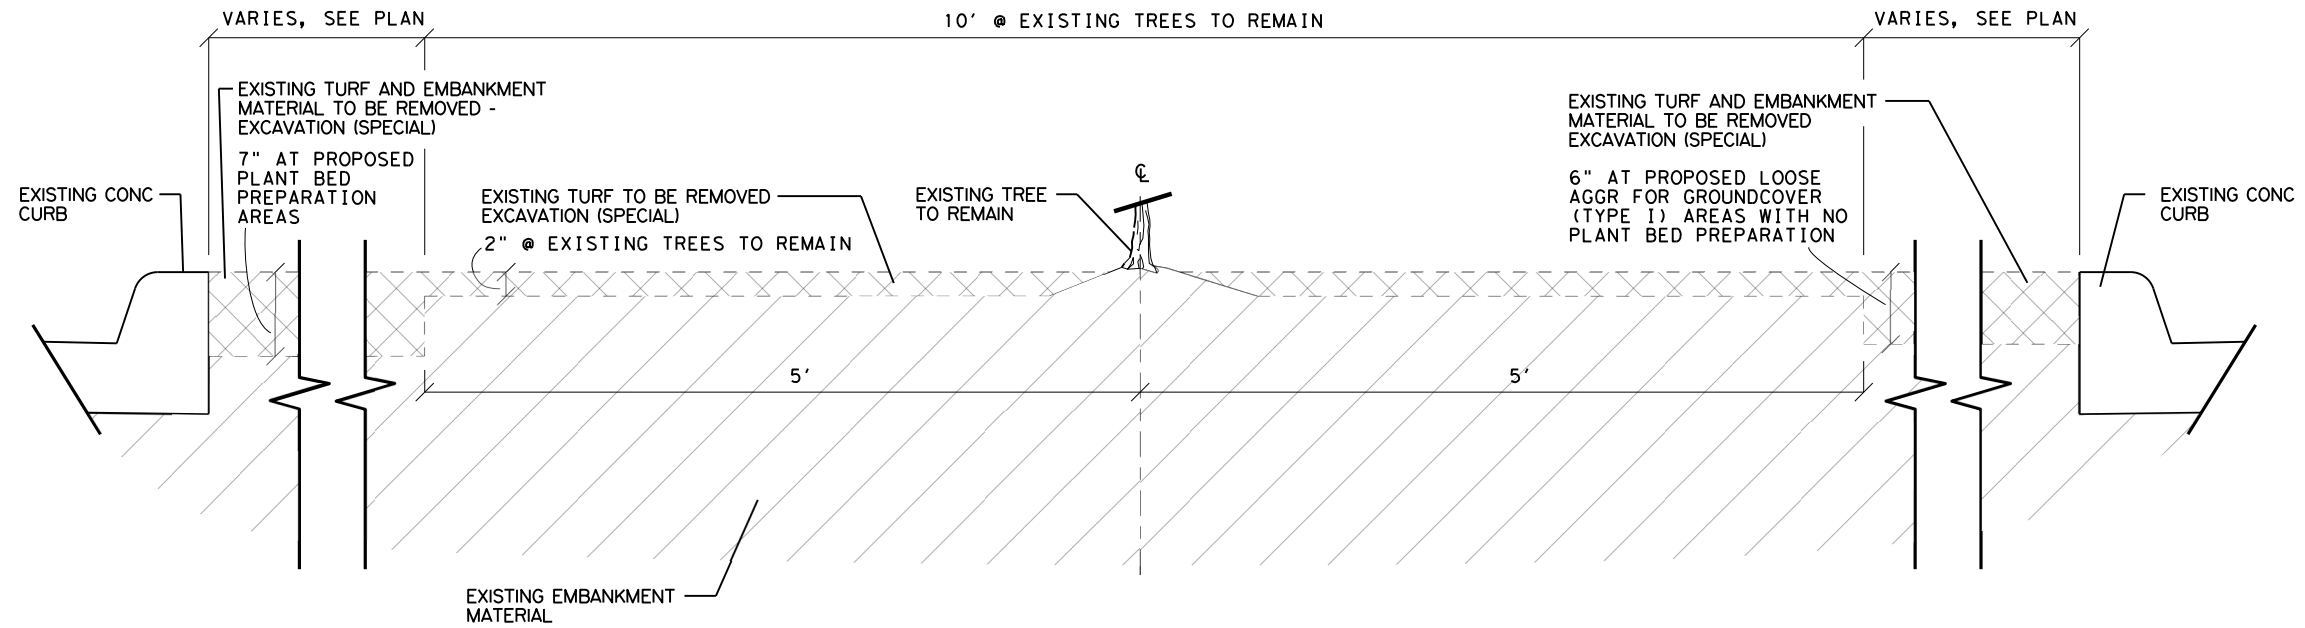 VARIES, SEE PLAN
10' @ EXISTING TREES TO REMAIN
VARIES, SEE PLAN
EXISTING TURF AND EMBANKMENT
MATERIAL TO BE REMOVED -
EXCAVATION (SPECIAL)
7" AT PROPOSED
PLANT BED
PREPARATION
AREAS
EXISTING CONC
CURB
EXISTING TURF TO BE REMOVED
EXCAVATION (SPECIAL)
2" @ EXISTING TREES TO REMAIN
EXISTING TREE
TO REMAIN
℄
EXISTING TURF AND EMBANKMENT
MATERIAL TO BE REMOVED
EXCAVATION (SPECIAL)
6" AT PROPOSED LOOSE
AGGR FOR GROUNDCOVER
(TYPE I) AREAS WITH NO
PLANT BED PREPARATION
EXISTING CONC
CURB
5'
5'
EXISTING EMBANKMENT
MATERIAL